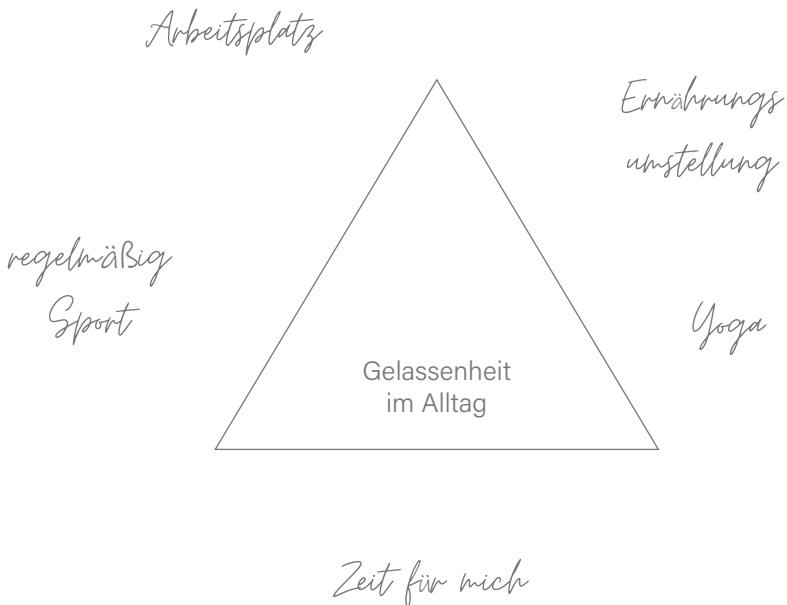 Arbeitsplatz
Ernährungs
umstellung
regelmäßig
Sport
Yoga
Gelassenheit
im Alltag
Zeit für mich